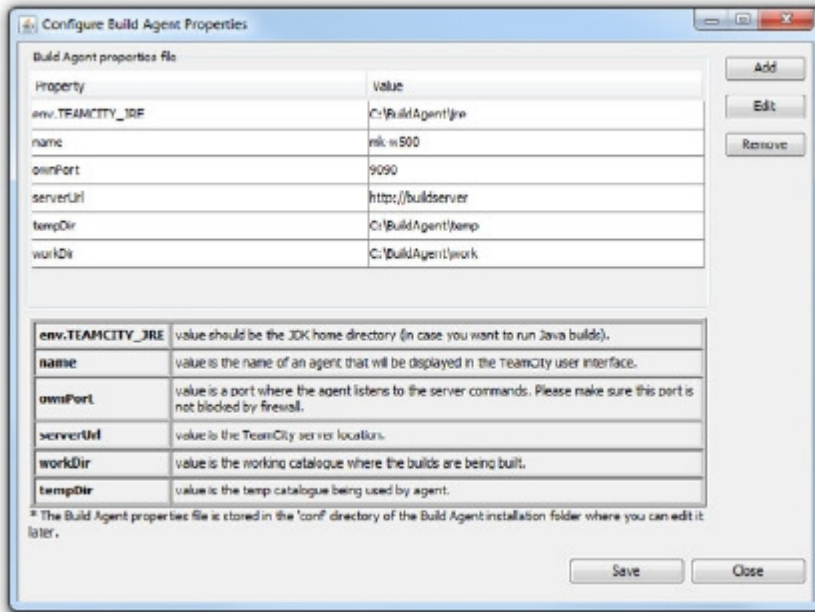 Configure Build Agent Properties
Build Agent properties file
Property Value
env.TEAMCITY_JRE C:\BuildAgent\jre
name mk-w500
ownPort 9090
serverUrl http://buildserver
tempDir C:\BuildAgent\temp
workDir C:\BuildAgent\work
Add
Edit
Remove
env.TEAMCITY_JRE value should be the JDK home directory (in case you want to run Java builds).
name value is the name of an agent that will be displayed in the TeamCity user interface.
ownPort value is a port where the agent listens to the server commands. Please make sure this port is
not blocked by firewall.
serverUrl value is the TeamCity server location.
workDir value is the working catalogue where the builds are being built.
tempDir value is the temp catalogue being used by agent.
* The Build Agent properties file is stored in the 'conf' directory of the Build Agent installation folder where you can edit it
later.
Save Close